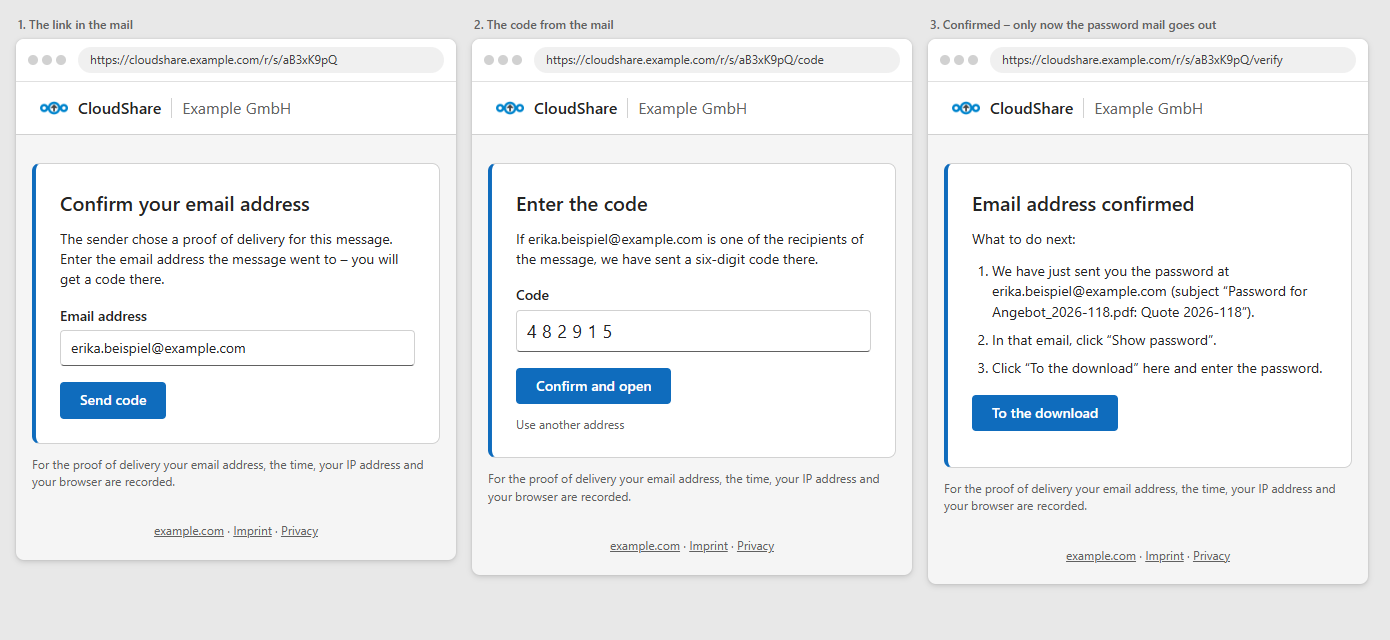 1. The link in the mail
https://cloudshare.example.com/r/s/aB3xK9pQ
CloudShare
Example GmbH
Confirm your email address
The sender chose a proof of delivery for this message.
Enter the email address the message went to – you will
get a code there.
Email address
erika.beispiel@example.com
Send code
For the proof of delivery your email address, the time, your IP address and
your browser are recorded.
example.com · Imprint · Privacy
2. The code from the mail
https://cloudshare.example.com/r/s/aB3xK9pQ/code
CloudShare
Example GmbH
Enter the code
If erika.beispiel@example.com is one of the recipients of
the message, we have sent a six-digit code there.
Code
482915
Confirm and open
Use another address
For the proof of delivery your email address, the time, your IP address and
your browser are recorded.
example.com · Imprint · Privacy
3. Confirmed – only now the password mail goes out
https://cloudshare.example.com/r/s/aB3xK9pQ/verify
CloudShare
Example GmbH
Email address confirmed
What to do next:
1. We have just sent you the password at
erika.beispiel@example.com (subject “Password for
Angebot_2026-118.pdf: Quote 2026-118”).
2. In that email, click “Show password”.
3. Click “To the download” here and enter the password.
To the download
For the proof of delivery your email address, the time, your IP address and
your browser are recorded.
example.com · Imprint · Privacy